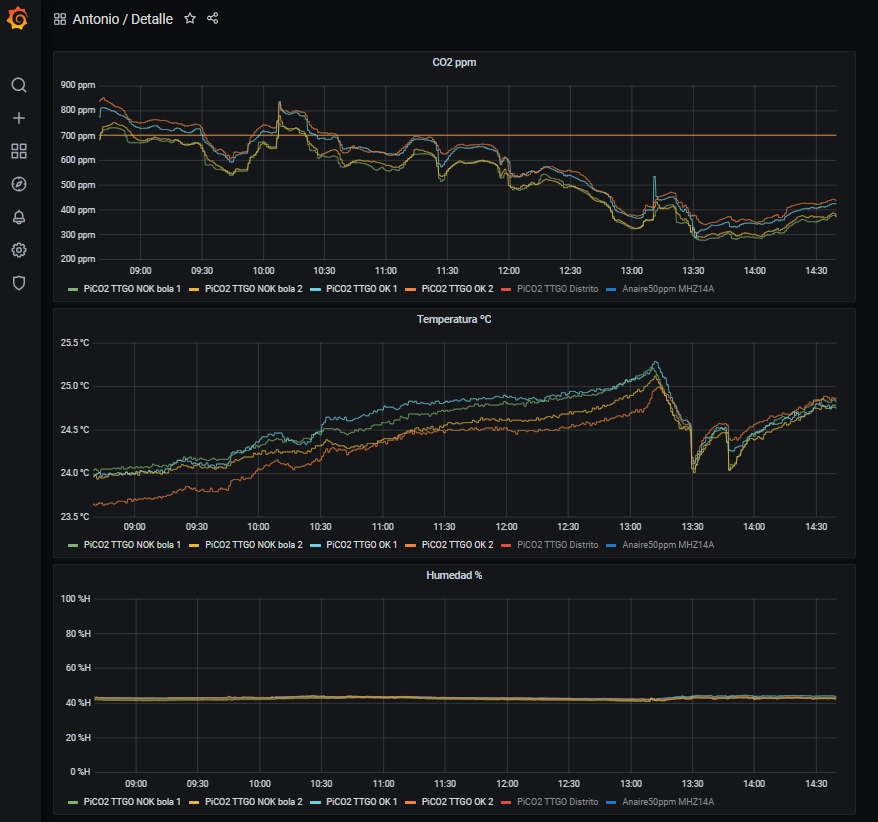 Antonio / Detalle
CO2 ppm
900 ppm
800 ppm
700 ppm
600 ppm
500 ppm
400 ppm
300 ppm
200 ppm
09:00 09:30 10:00 10:30 11:00 11:30 12:00 12:30 13:00 13:30 14:00 14:30
PiCO2 TTGO NOK bola 1 PiCO2 TTGO NOK bola 2 PiCO2 TTGO OK 1 PiCO2 TTGO OK 2 PiCO2 TTGO Distrito Anaire50ppm MHZ14A
Temperatura ºC
25.5 °C
25.0 °C
24.5 °C
24.0 °C
23.5 °C
09:00 09:30 10:00 10:30 11:00 11:30 12:00 12:30 13:00 13:30 14:00 14:30
PiCO2 TTGO NOK bola 1 PiCO2 TTGO NOK bola 2 PiCO2 TTGO OK 1 PiCO2 TTGO OK 2 PiCO2 TTGO Distrito Anaire50ppm MHZ14A
Humedad %
100 %H
80 %H
60 %H
40 %H
20 %H
0 %H
09:00 09:30 10:00 10:30 11:00 11:30 12:00 12:30 13:00 13:30 14:00 14:30
PiCO2 TTGO NOK bola 1 PiCO2 TTGO NOK bola 2 PiCO2 TTGO OK 1 PiCO2 TTGO OK 2 PiCO2 TTGO Distrito Anaire50ppm MHZ14A